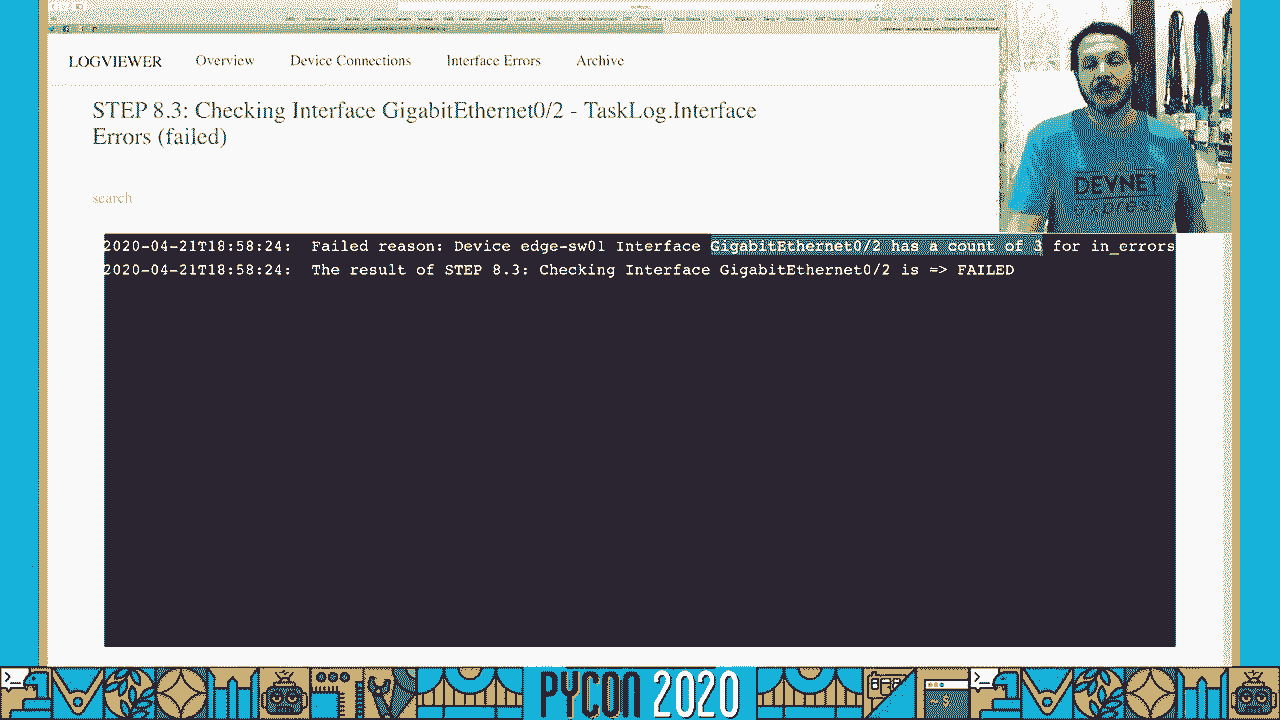 LOGVIEWER Overview Device Connections Interface Errors Archive
STEP 8.3: Checking Interface GigabitEthernet0/2 - TaskLog.Interface
Errors (failed)
search
2020-04-21T18:58:24: Failed reason: Device edge-sw01 Interface GigabitEthernet0/2 has a count of 3 for in_errors
2020-04-21T18:58:24: The result of STEP 8.3: Checking Interface GigabitEthernet0/2 is => FAILED
DEVNET
PYCON 2020